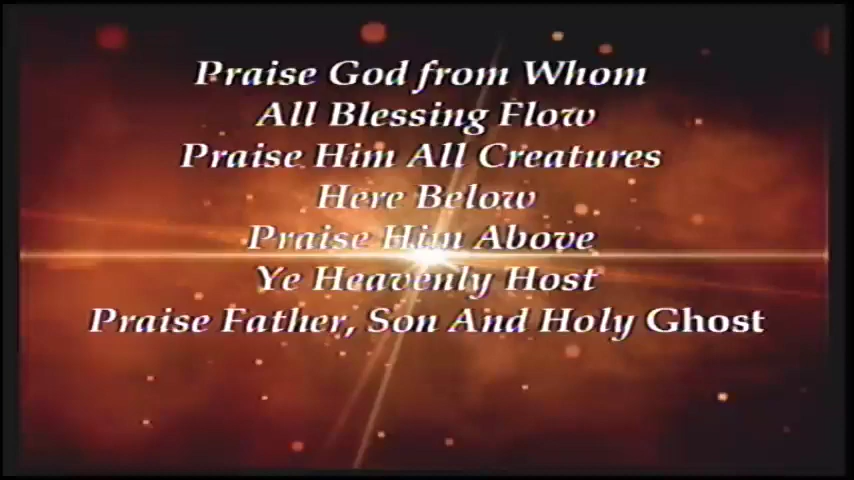 Praise God from Whom
All Blessing Flow
Praise Him All Creatures
Here Below
Praise Him Above
Ye Heavenly Host
Praise Father, Son And Holy Ghost